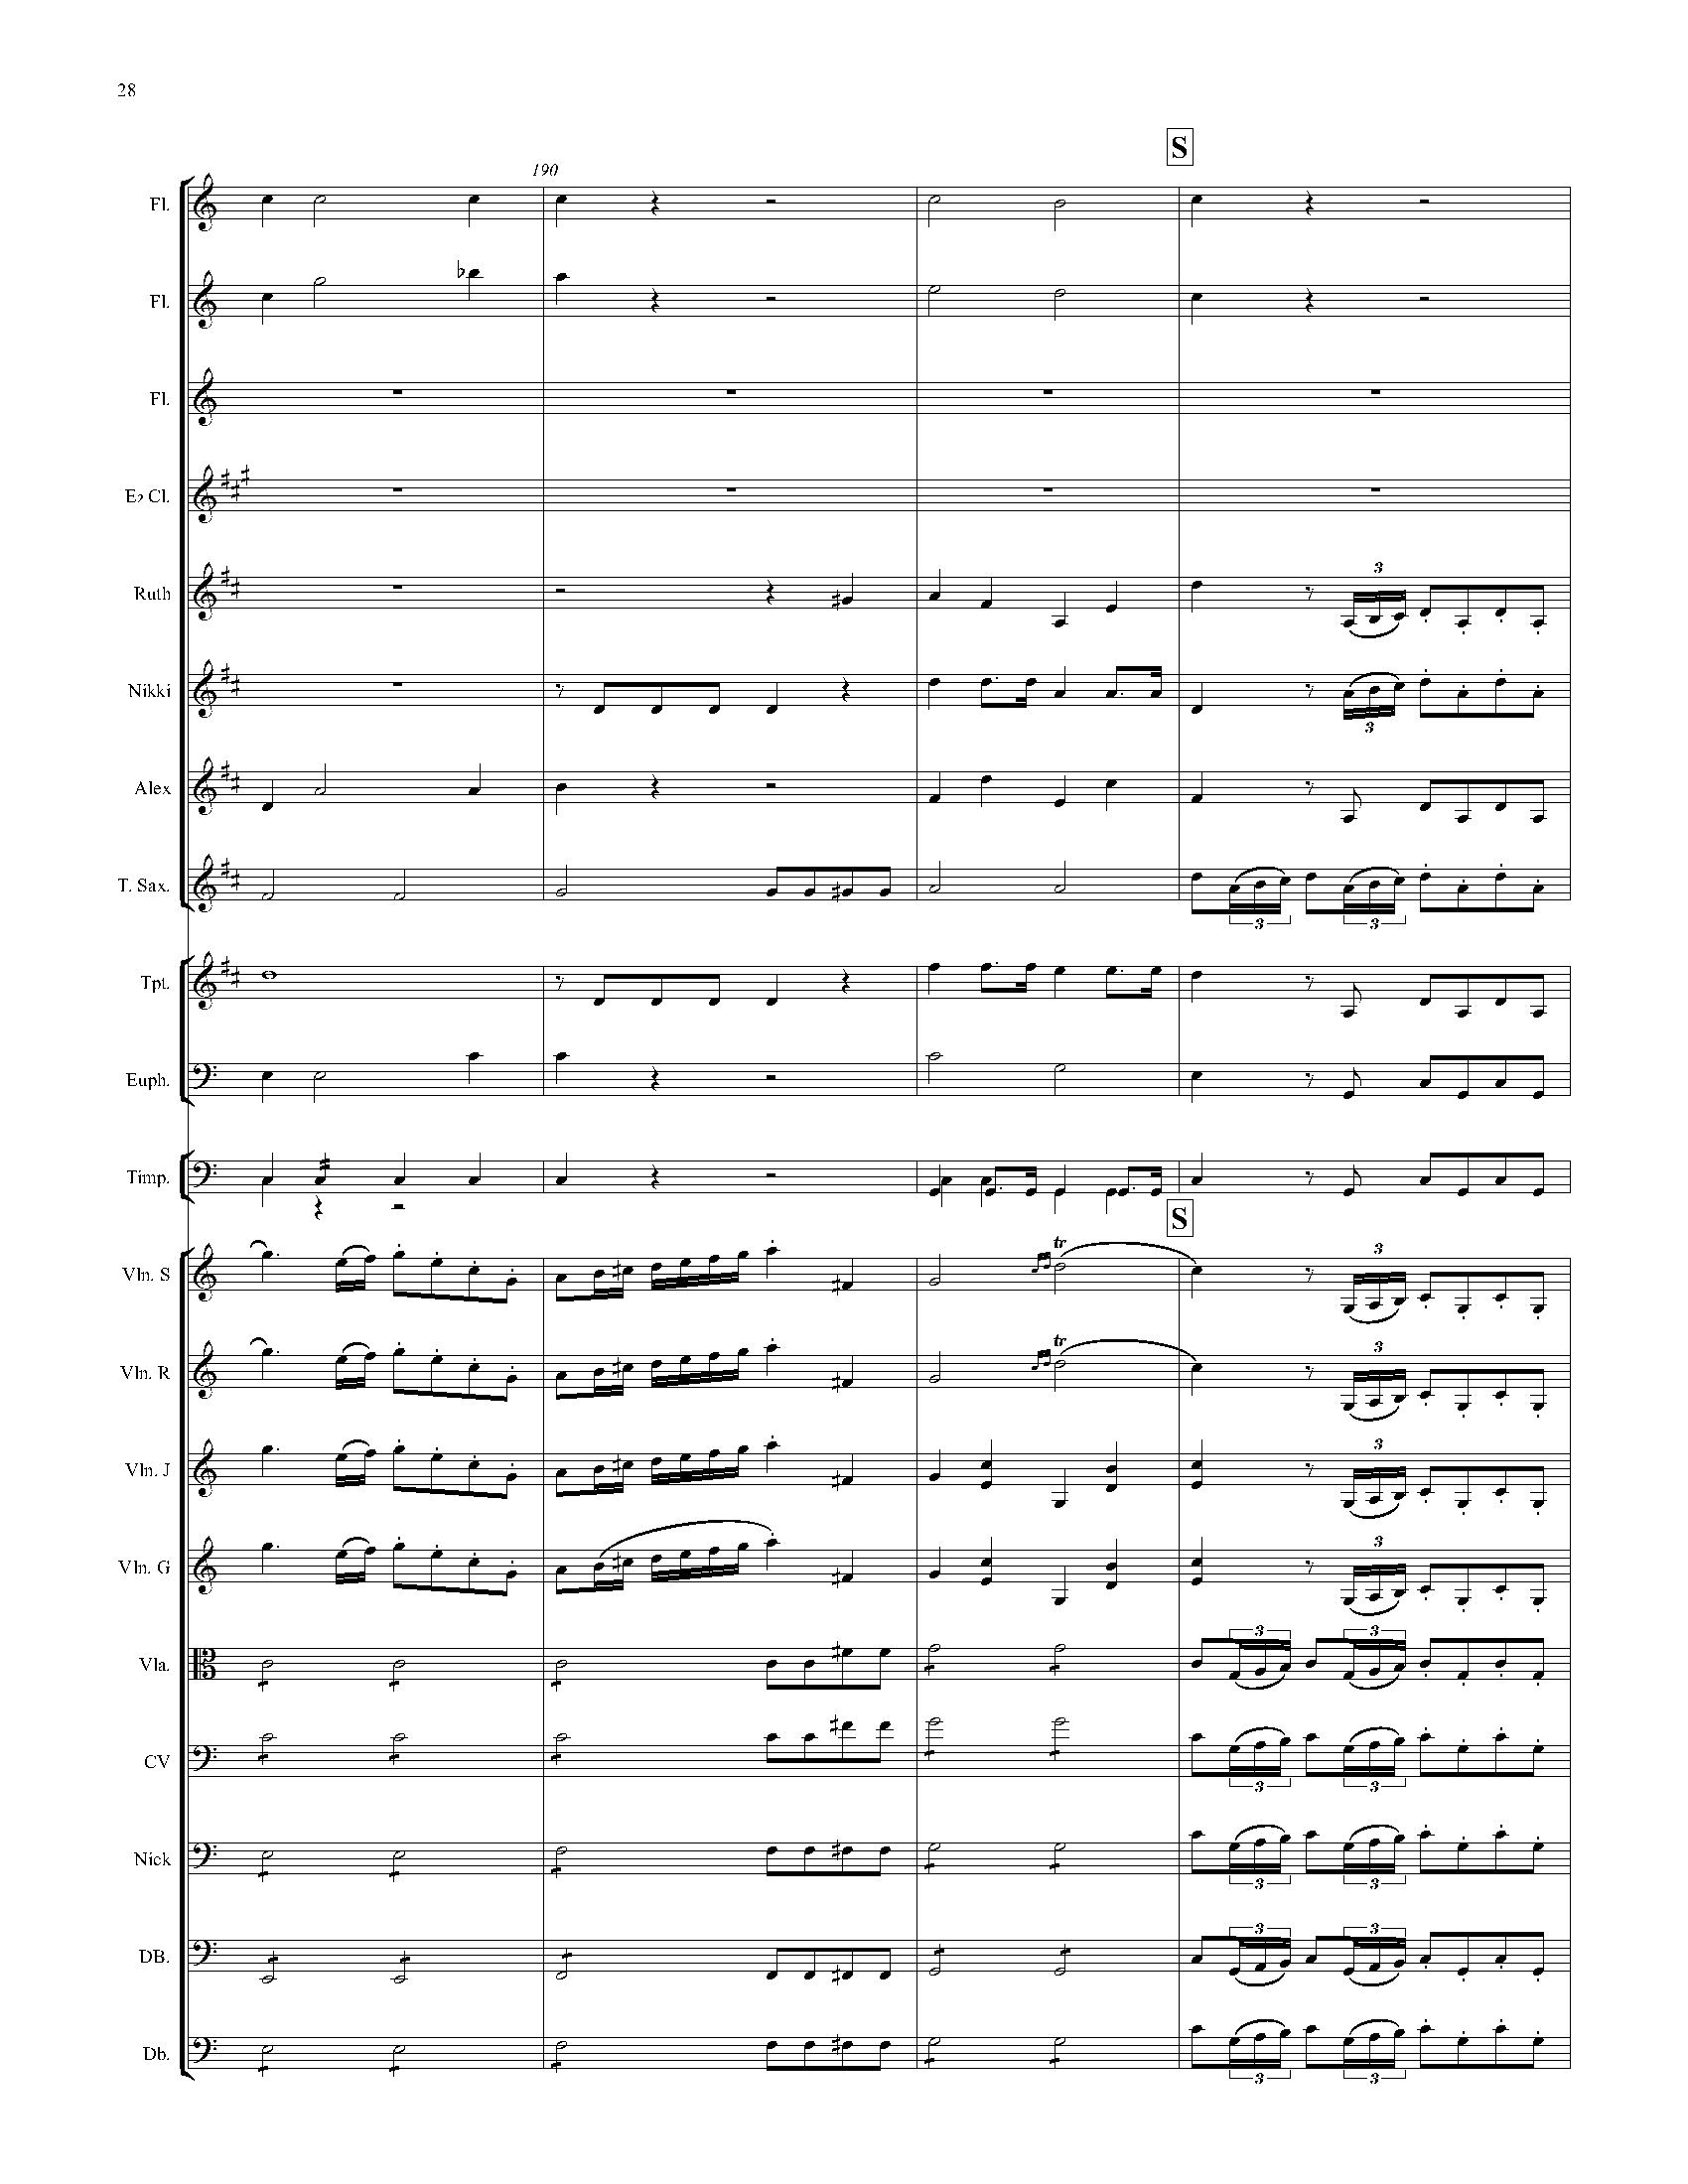 28
S
190
Fl.
Fl.
Fl.
E♭ Cl.
Ruth
3
Nikki
3
Alex
T. Sax.
3 3
Tpt.
Euph.
Timp.
S
Vln. S
tr
3
Vln. R
tr
3
Vln. J
3
Vln. G
3
Vla.
3 3
CV
3 3
Nick
3 3
DB.
3 3
Db.
3 3